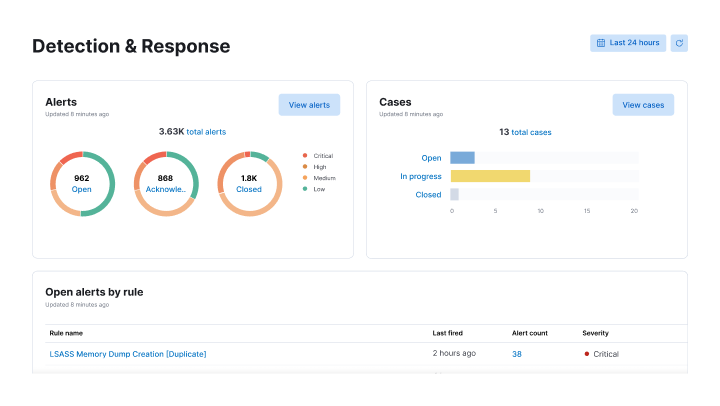 Detection & Response
Last 24 hours
Alerts
Updated 8 minutes ago
View alerts
3.63K total alerts
962
Open
868
Acknowle..
1.8K
Closed
Critical
High
Medium
Low
Cases
Updated 8 minutes ago
View cases
13 total cases
Open
In progress
Closed
0 5 10 15 20
Open alerts by rule
Updated 8 minutes ago
Rule name Last fired Alert count Severity
LSASS Memory Dump Creation [Duplicate] 2 hours ago 38 Critical